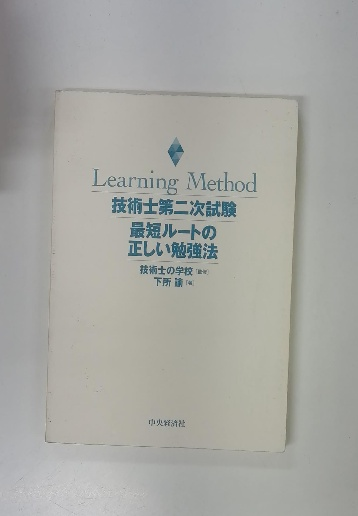 Learning Method
技術士第二次試験
最短ルートの
正しい勉強法
技術士の学校
下所 諭
中央経済社